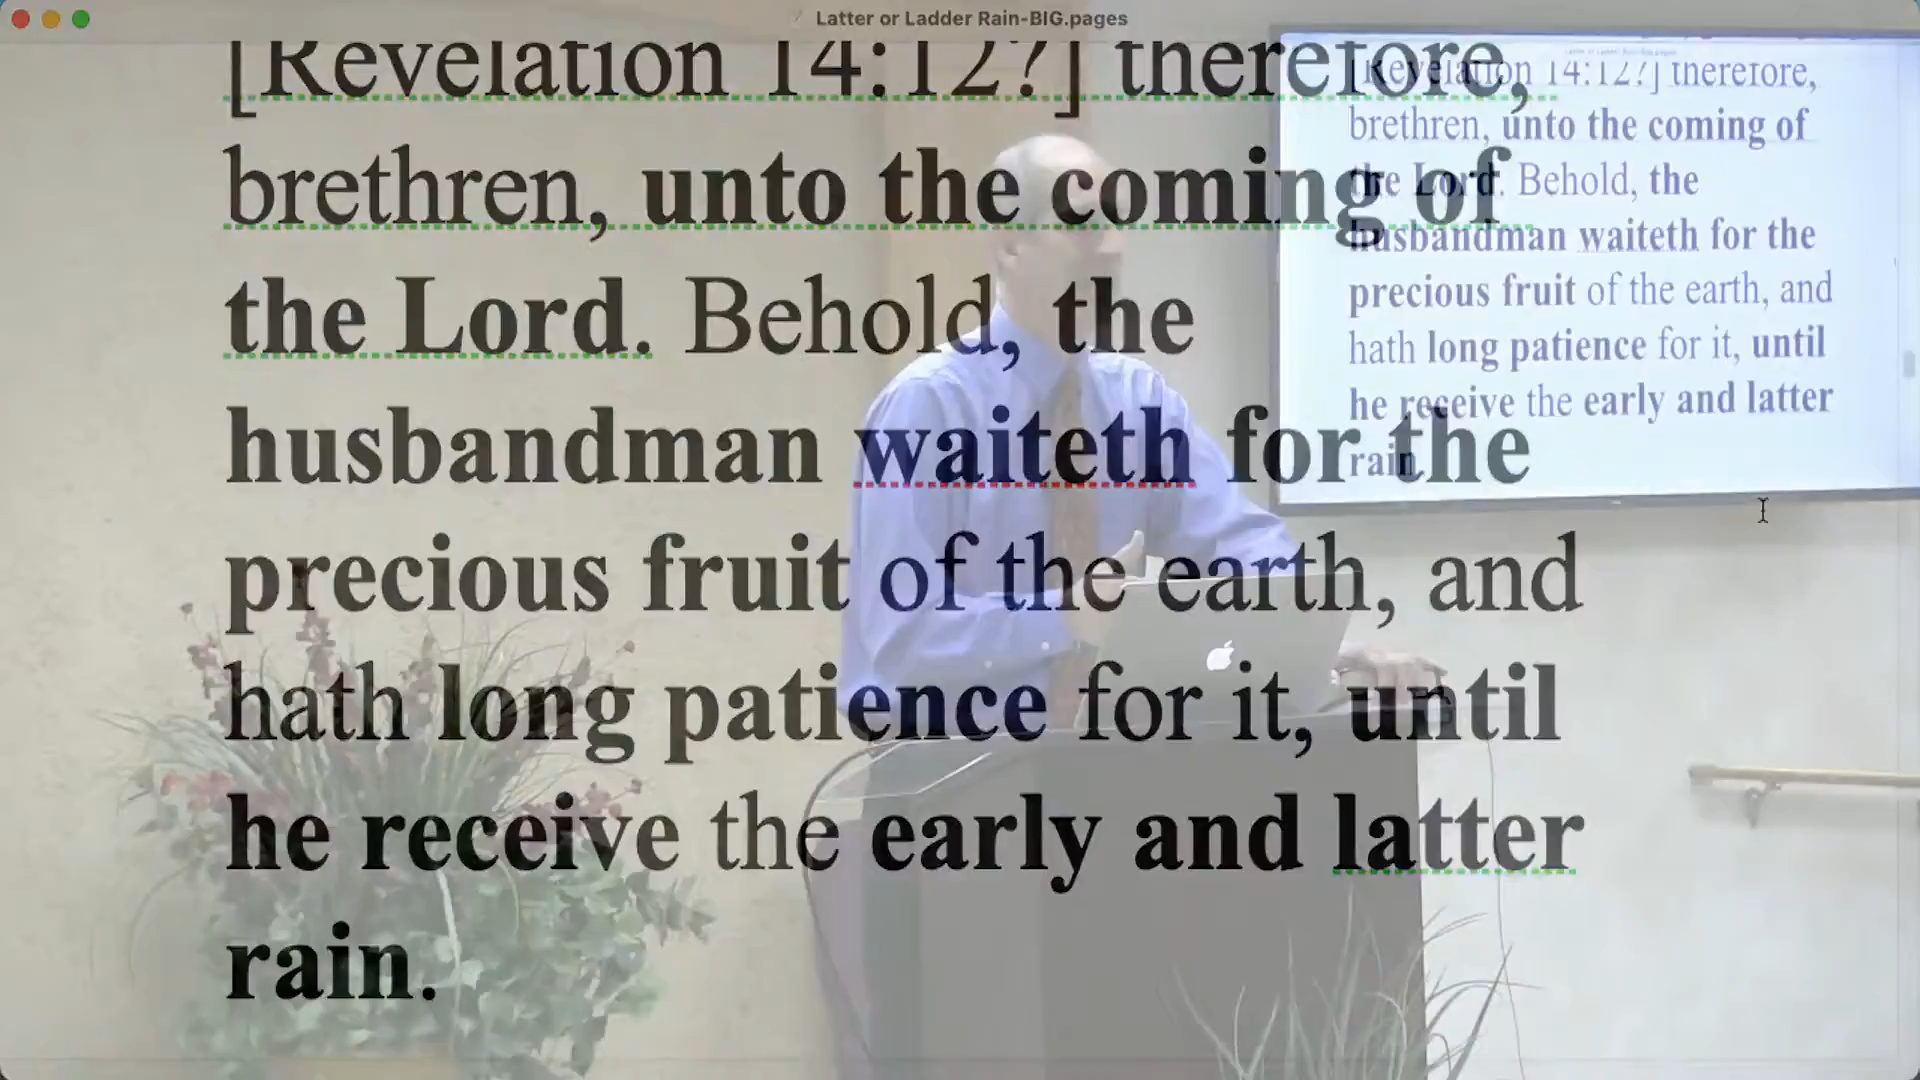 Latter or Ladder Rain-BIG.pages
[Revelation 14:12?] therefore,
brethren, unto the coming of
the Lord. Behold, the
husbandman waiteth for the
precious fruit of the earth, and
hath long patience for it, until
he receive the early and latter
rain.
[Revelation 14:12?] therefore,
brethren, unto the coming of
the Lord. Behold, the
husbandman waiteth for the
precious fruit of the earth, and
hath long patience for it, until
he receive the early and latter
rain.